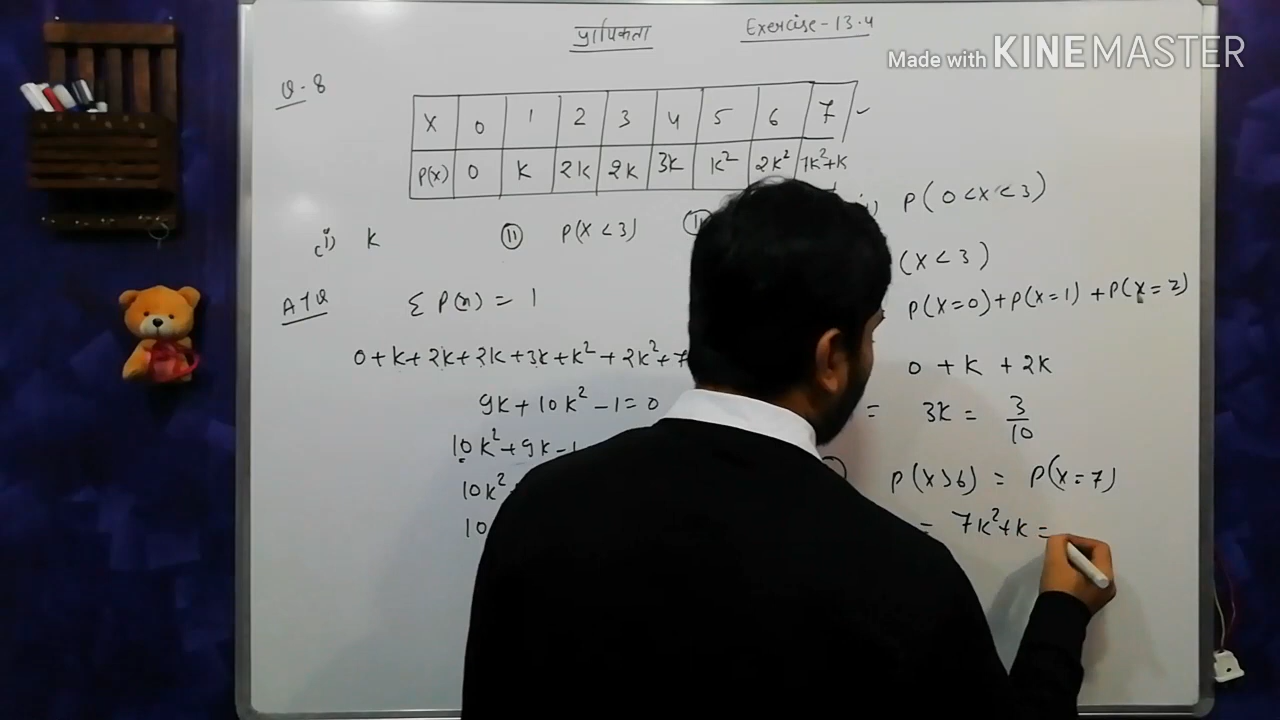 प्रायिकता Exercise-13.4
Made with KINEMASTER
Q.8
X 0 1 2 3 4 5 6 7
P(X) 0 K 2K 2K 3K K² 2K² 7K²+K
(i) K (ii) P(X<3) P(0<X<3)
(X<3)
A/Q Σ P(x) = 1
P(X=0)+P(X=1)+P(X=2)
0+K+2K+2K+3K+K²+2K²+7
0+K+2K
9K+10K²-1=0
= 3K = 3/10
10K²+9K-1
10K²
P(X>6) = P(X=7)
10
= 7K²+K =